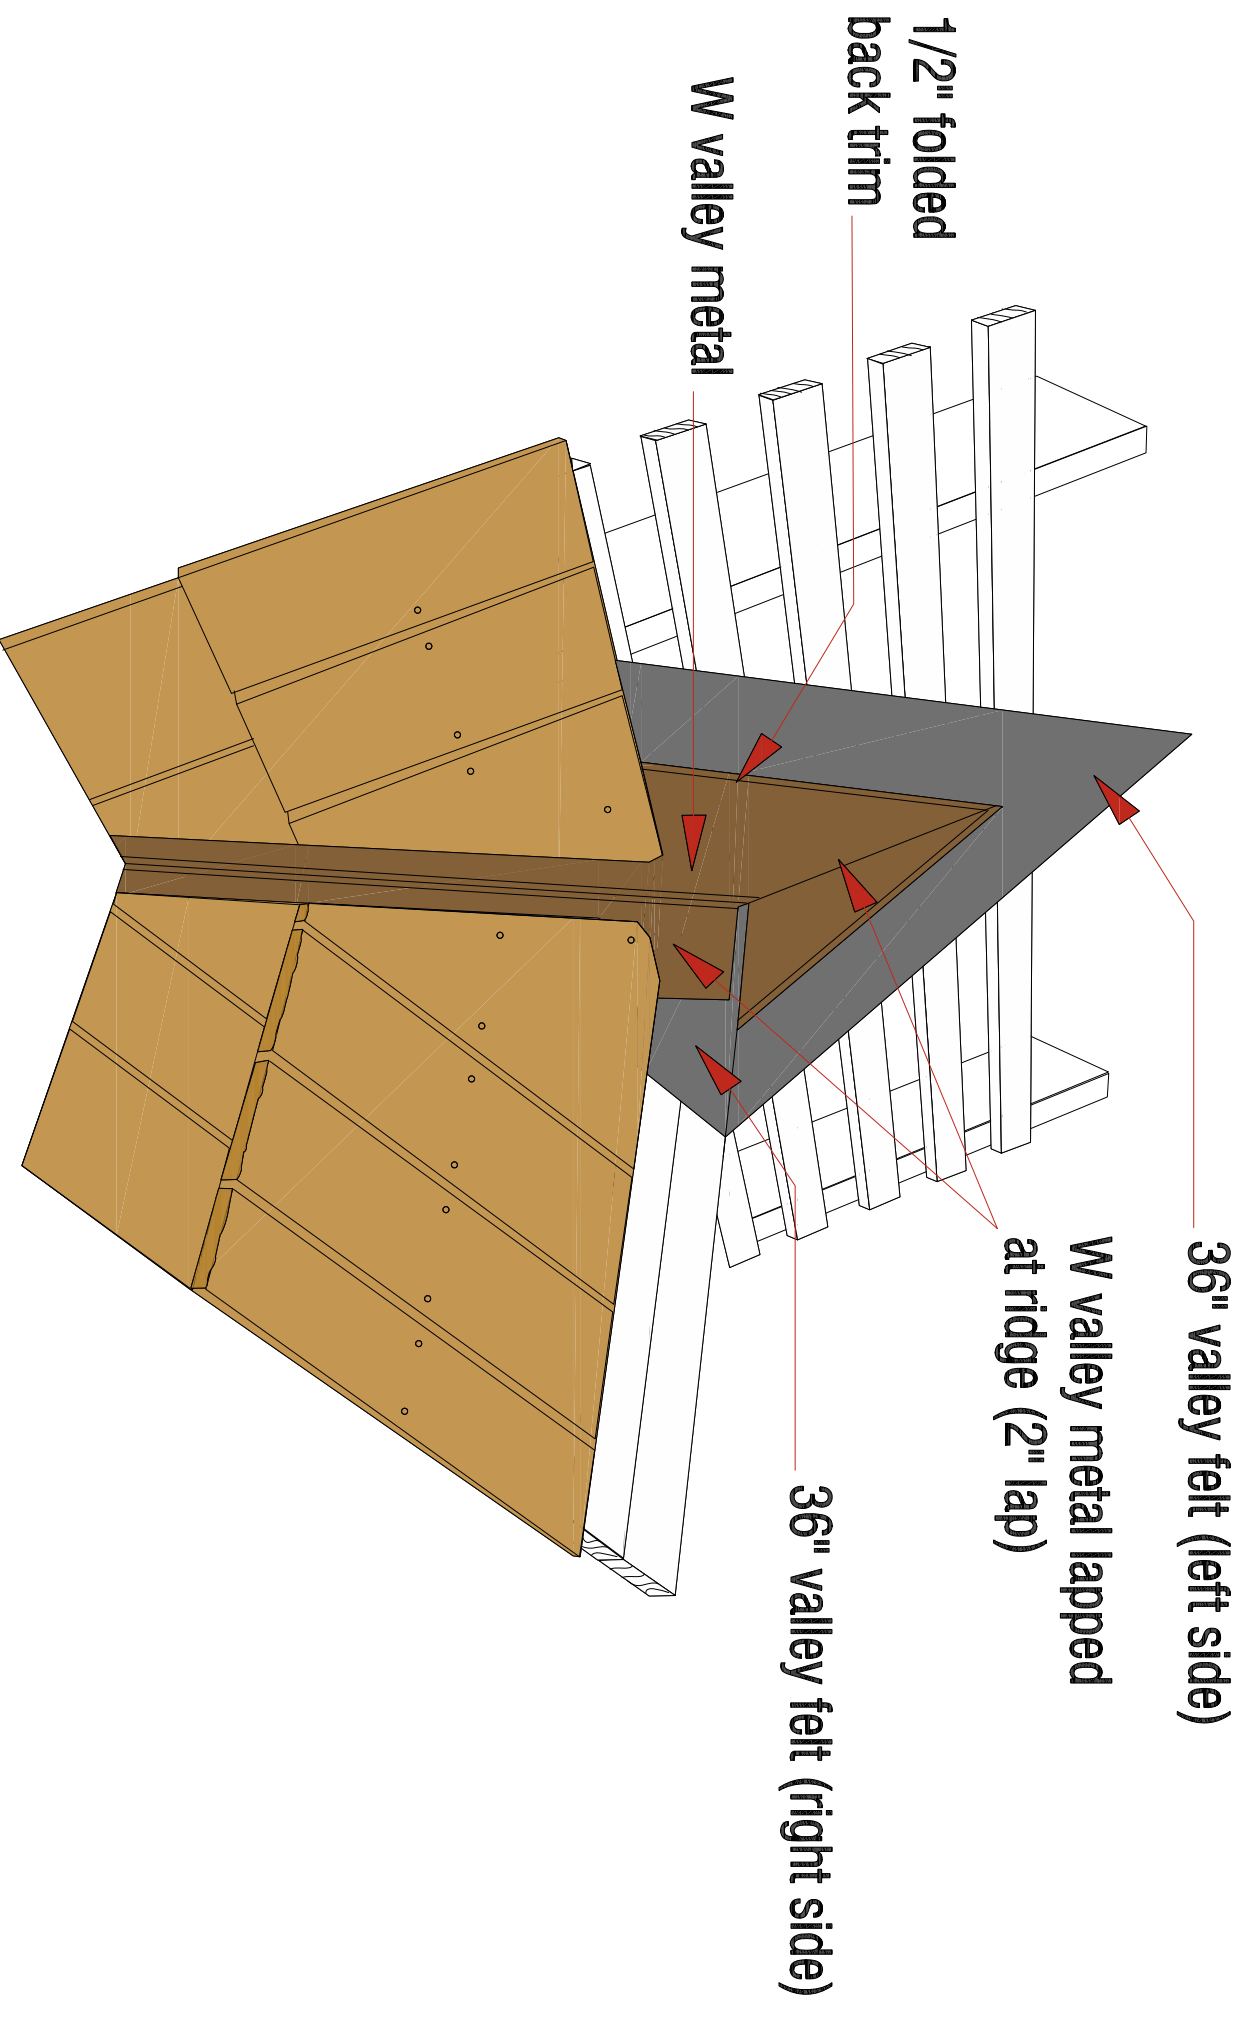 36" valley felt (left side)
W valley metal lapped
at ridge (2" lap)
1/2" folded
back trim
36" valley felt (right side)
W valley metal